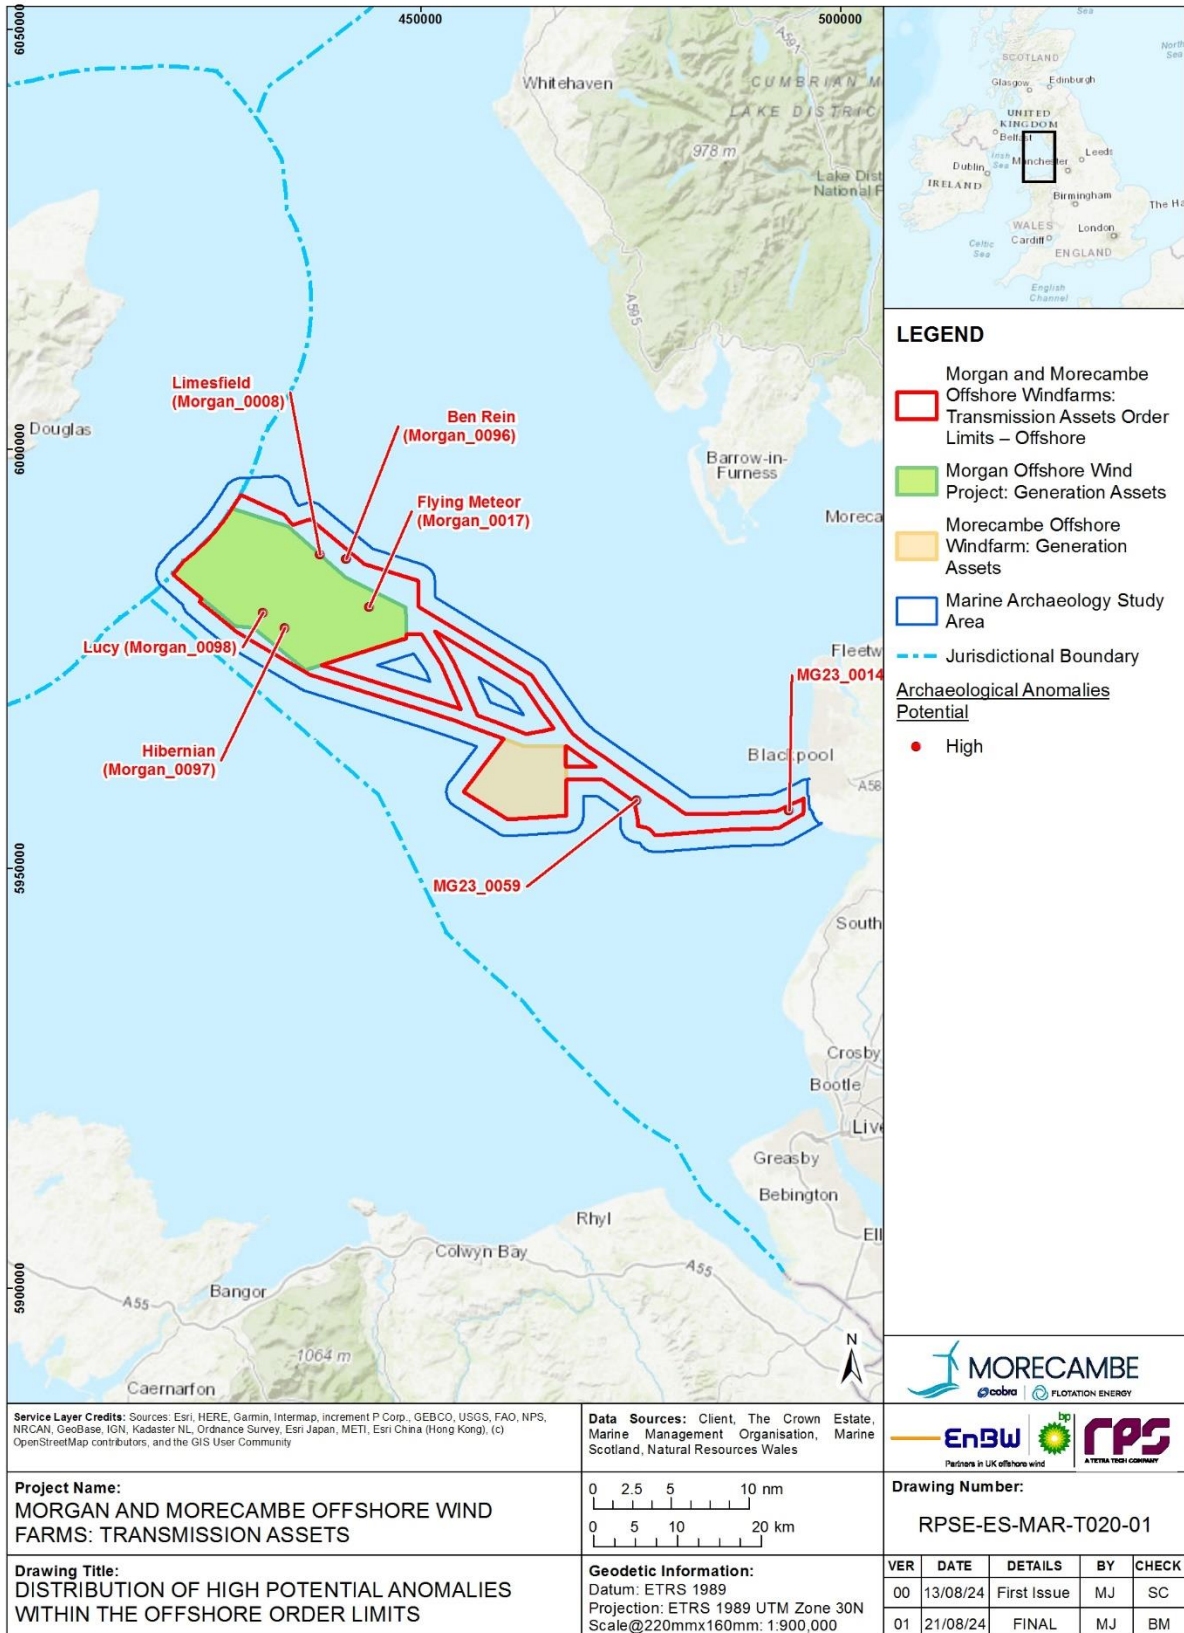 450000
500000
6050000
6000000
5950000
5900000
Whitehaven
A591
CUMBRIAN M
LAKE DISTRIC
978 m
Lake Dist
National F
A595
Douglas
Limesfield
(Morgan_0008)
Ben Rein
(Morgan_0096)
Flying Meteor
(Morgan_0017)
Barrow-in-
Furness
Moreca
Lucy (Morgan_0098)
Fleetw
MG23_0014
Hibernian
(Morgan_0097)
Blackpool
A58
MG23_0059
South
Crosby
Bootle
Live
Greasby
Bebington
Rhyl
Ell
Colwyn Bay
A55
Bangor
A55
1064 m
Caernarfon
N
Sea
North
Sea
SCOTLAND
Glasgow
Edinburgh
UNITED
KINGDOM
Belfast
Irish
Sea
Manchester
Leeds
Dublin
IRELAND
Birmingham
The Ha
WALES
London
Cardiff
Celtic
Sea
ENGLAND
English
Channel
LEGEND
Morgan and Morecambe
Offshore Windfarms:
Transmission Assets Order
Limits – Offshore
Morgan Offshore Wind
Project: Generation Assets
Morecambe Offshore
Windfarm: Generation
Assets
Marine Archaeology Study
Area
Jurisdictional Boundary
Archaeological Anomalies
Potential
High
MORECAMBE
cobra FLOTATION ENERGY
Service Layer Credits: Sources: Esri, HERE, Garmin, Intermap, increment P Corp., GEBCO, USGS, FAO, NPS,
NRCAN, GeoBase, IGN, Kadaster NL, Ordnance Survey, Esri Japan, METI, Esri China (Hong Kong), (c)
OpenStreetMap contributors, and the GIS User Community
Data Sources: Client, The Crown Estate,
Marine Management Organisation, Marine
Scotland, Natural Resources Wales
EnBW bp
Partners in UK offshore wind
rps
A TETRA TECH COMPANY
Project Name:
MORGAN AND MORECAMBE OFFSHORE WIND
FARMS: TRANSMISSION ASSETS
0 2.5 5 10 nm
0 5 10 20 km
Drawing Number:
RPSE-ES-MAR-T020-01
Drawing Title:
DISTRIBUTION OF HIGH POTENTIAL ANOMALIES
WITHIN THE OFFSHORE ORDER LIMITS
Geodetic Information:
Datum: ETRS 1989
Projection: ETRS 1989 UTM Zone 30N
Scale@220mmx160mm: 1:900,000
VER DATE DETAILS BY CHECK
00 13/08/24 First Issue MJ SC
01 21/08/24 FINAL MJ BM